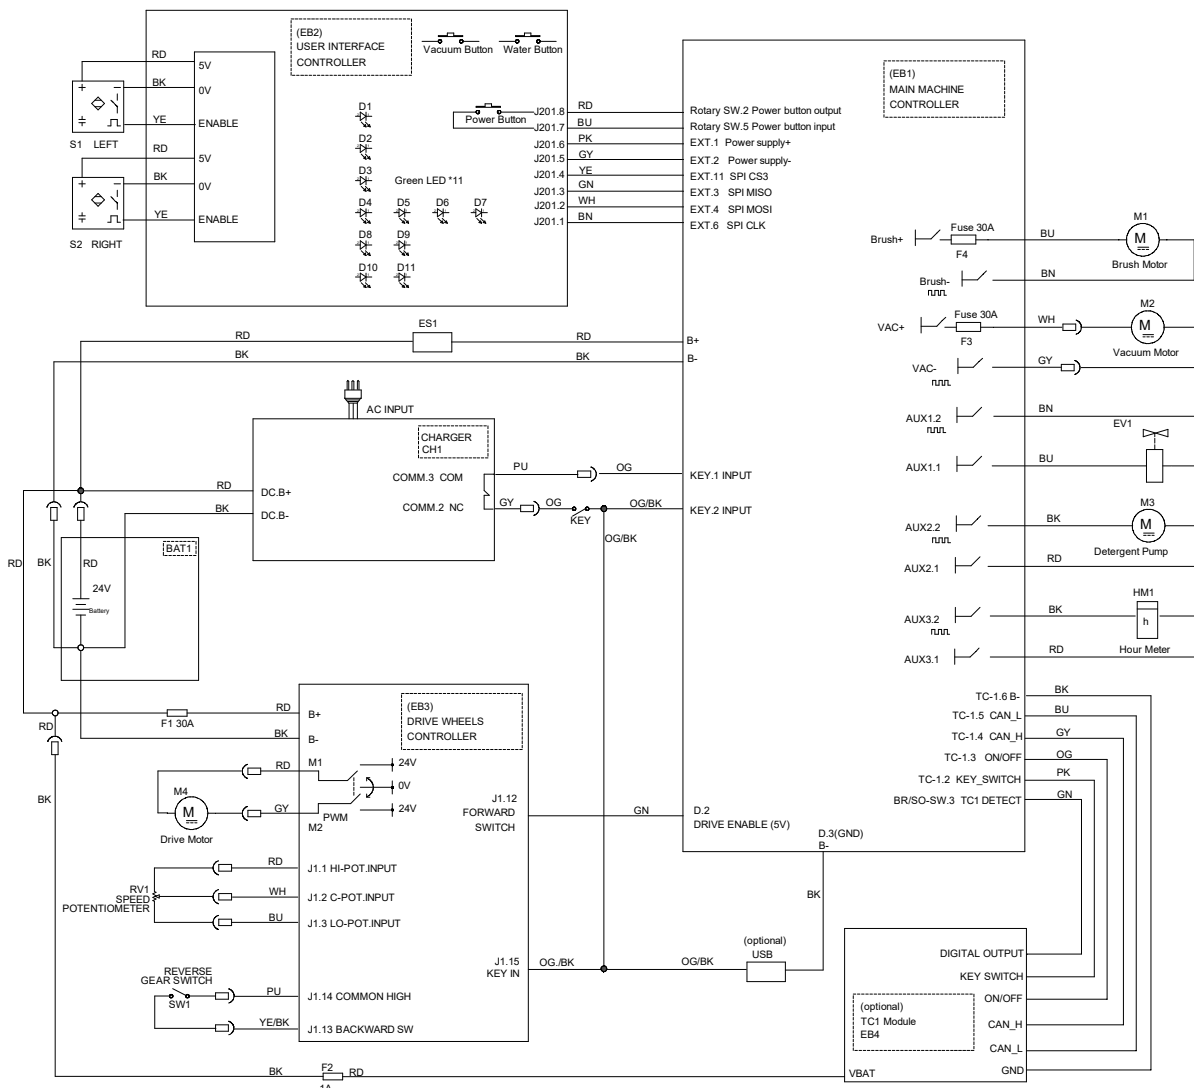 (EB2)
USER INTERFACE
CONTROLLER
Vacuum Button
Water Button
RD
5V
BK
0V
YE
ENABLE
S1 LEFT
RD
5V
BK
0V
YE
ENABLE
S2 RIGHT
D1
D2
D3
Green LED *11
D4 D5 D6 D7
D8 D9
D10 D11
Power Button
J201.8 RD Rotary SW.2 Power button output
J201.7 BU Rotary SW.5 Power button input
J201.6 PK EXT.1 Power supply+
J201.5 GY EXT.2 Power supply-
J201.4 YE EXT.11 SPI CS3
J201.3 GN EXT.3 SPI MISO
J201.2 WH EXT.4 SPI MOSI
J201.1 BN EXT.6 SPI CLK
(EB1)
MAIN MACHINE
CONTROLLER
Brush+ Fuse 30A F4 BU M1
M
Brush Motor
Brush- BN
VAC+ Fuse 30A F3 WH M2
M
Vacuum Motor
VAC- GY
AUX1.2 BN
EV1
AUX1.1 BU
AUX2.2 BK M3
M
Detergent Pump
AUX2.1 RD
AUX3.2 BK HM1
h
Hour Meter
AUX3.1 RD
TC-1.6 B- BK
TC-1.5 CAN_L BU
TC-1.4 CAN_H GY
TC-1.3 ON/OFF OG
TC-1.2 KEY_SWITCH PK
BR/SO-SW.3 TC1 DETECT GN
RD ES1 RD B+
BK BK B-
AC INPUT
CHARGER
CH1
COMM.3 COM PU OG KEY.1 INPUT
COMM.2 NC GY OG KEY OG/BK KEY.2 INPUT
OG/BK
RD DC.B+
BK DC.B-
RD
BK
RD
BAT1
24V
Battery
RD
F1 30A
RD B+
BK B-
(EB3)
DRIVE WHEELS
CONTROLLER
RD M1
24V
0V
24V
PWM
GY M2
M4
M
Drive Motor
J1.12
FORWARD
SWITCH
GN
D.2
DRIVE ENABLE (5V)
D.3(GND)
B-
BK
BK
RD J1.1 HI-POT.INPUT
WH J1.2 C-POT.INPUT
BU J1.3 LO-POT.INPUT
RV1
SPEED
POTENTIOMETER
J1.15
KEY IN
OG./BK OG/BK
(optional)
USB
REVERSE
GEAR SWITCH
SW1
PU J1.14 COMMON HIGH
YE/BK J1.13 BACKWARD SW
BK F2 RD
1A
VBAT
(optional)
TC1 Module
EB4
DIGITAL OUTPUT
KEY SWITCH
ON/OFF
CAN_H
CAN_L
GND